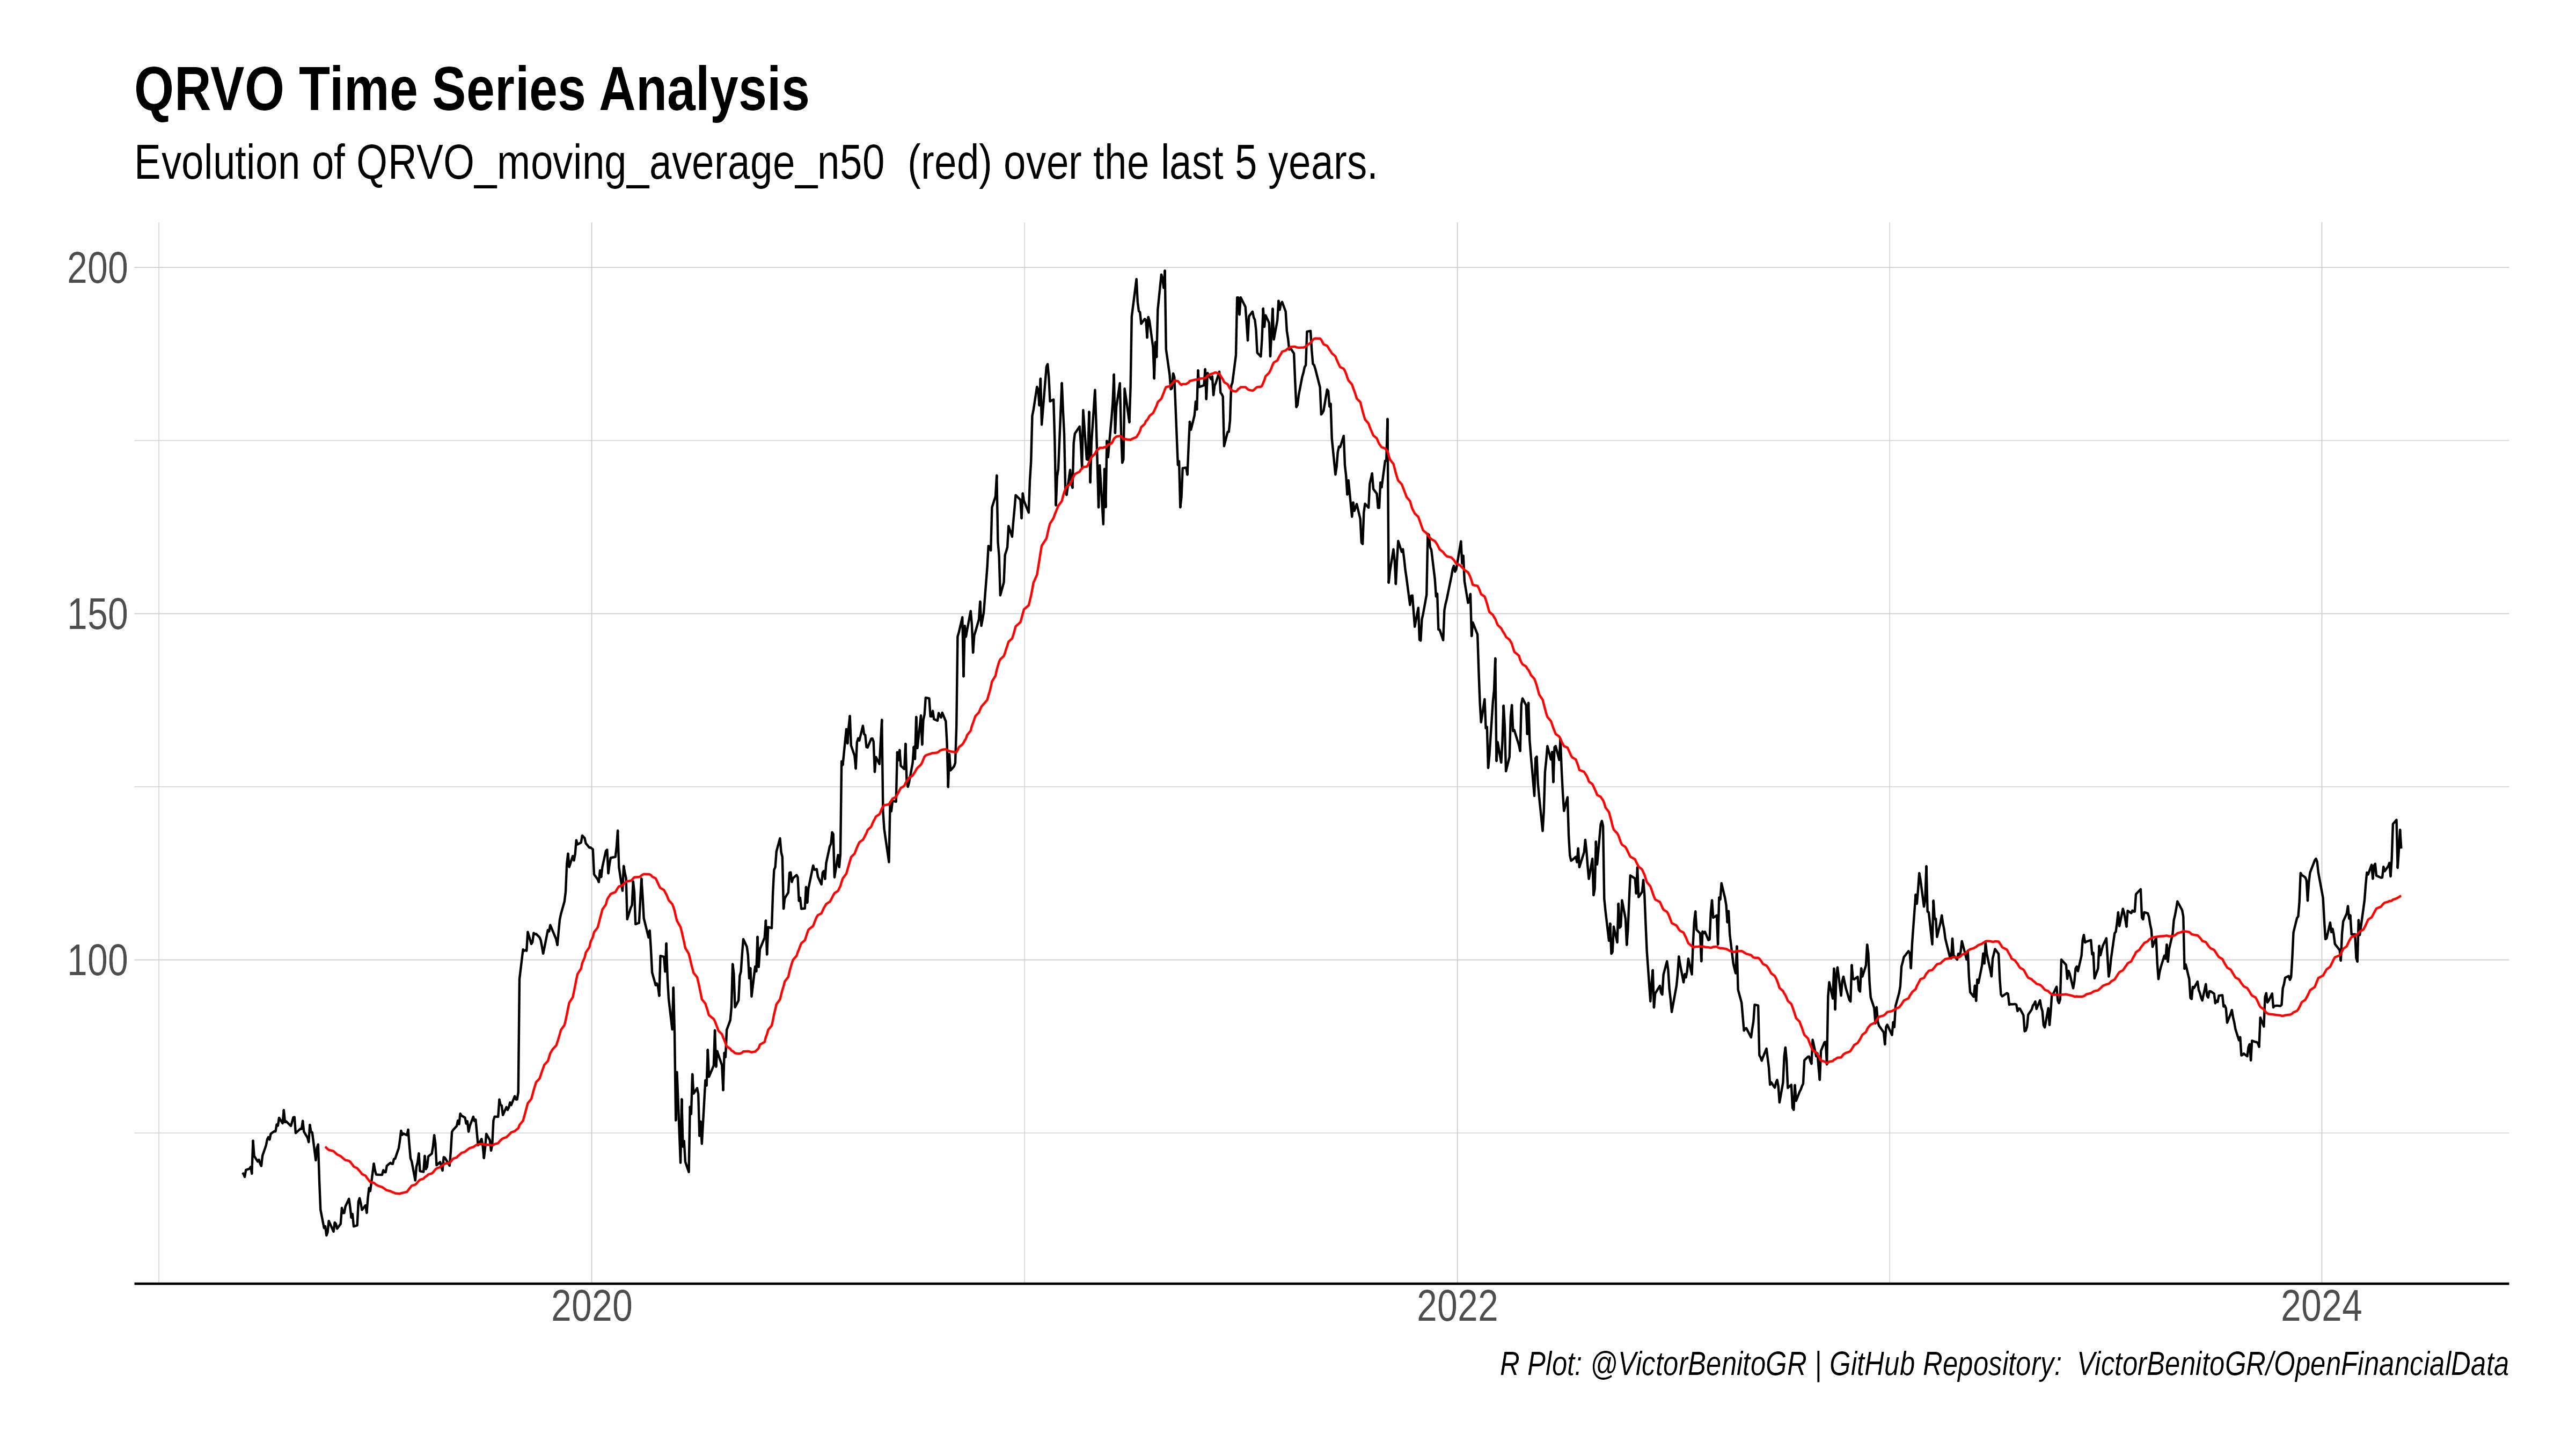 QRVO Time Series Analysis
Evolution of QRVO_moving_average_n50  (red) over the last 5 years.
200
150
100
2020
2022
2024
R Plot: @VictorBenitoGR | GitHub Repository:  VictorBenitoGR/OpenFinancialData